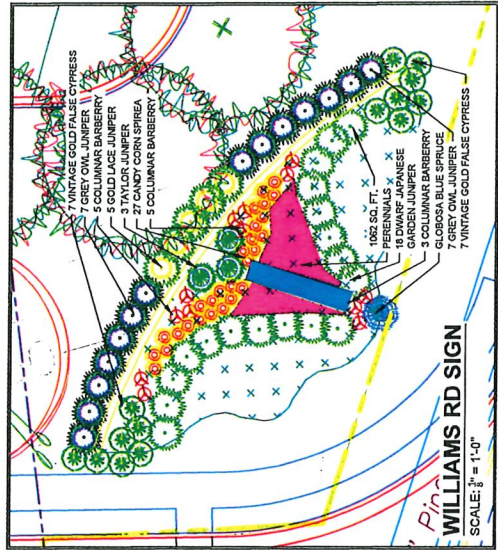 7 VINTAGE GOLD FALSE CYPRESS
7 GREY OWL JUNIPER
5 COLUMNAR BARBERRY
5 GOLD LACE JUNIPER
3 TAYLOR JUNIPER
27 CANDY CORN SPIREA
5 COLUMNAR BARBERRY
1062 SQ. FT.
PERENNIALS
18 DWARF JAPANESE
GARDEN JUNIPER
3 COLUMNAR BARBERRY
GLOBOSA BLUE SPRUCE
7 GREY OWL JUNIPER
7 VINTAGE GOLD FALSE CYPRESS
WILLIAMS RD SIGN
SCALE: 1/8" = 1'-0"